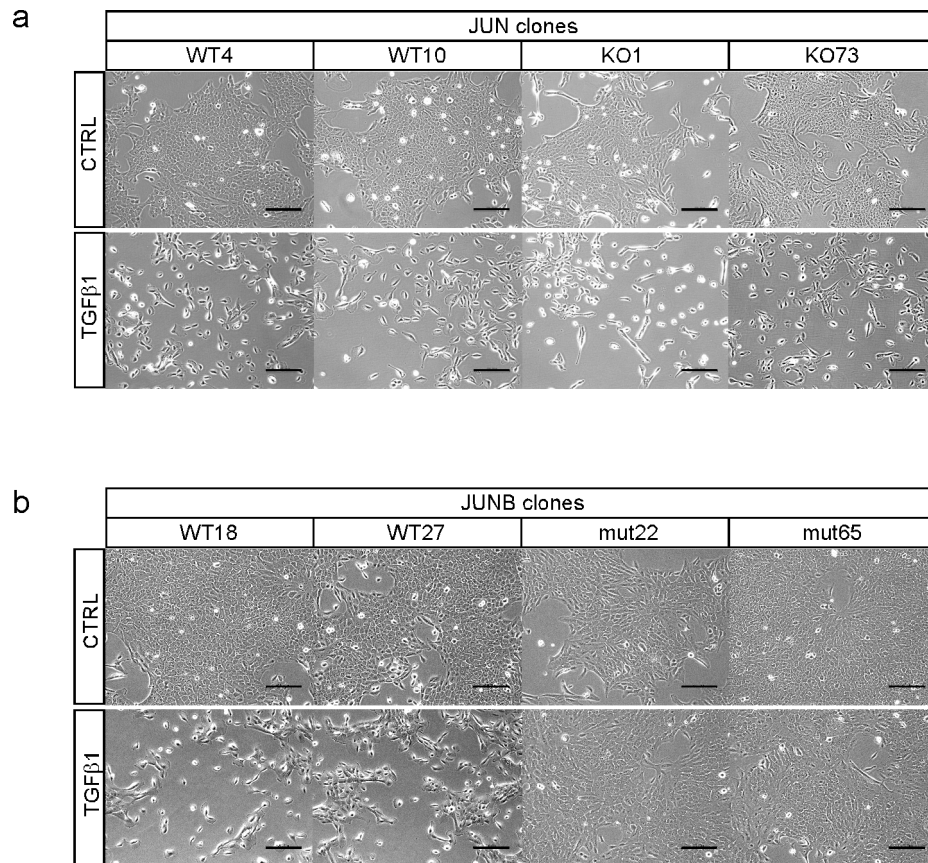 a
JUN clones
WT4 WT10 KO1 KO73
CTRL
TGFβ1
b
JUNB clones
WT18 WT27 mut22 mut65
CTRL
TGFβ1